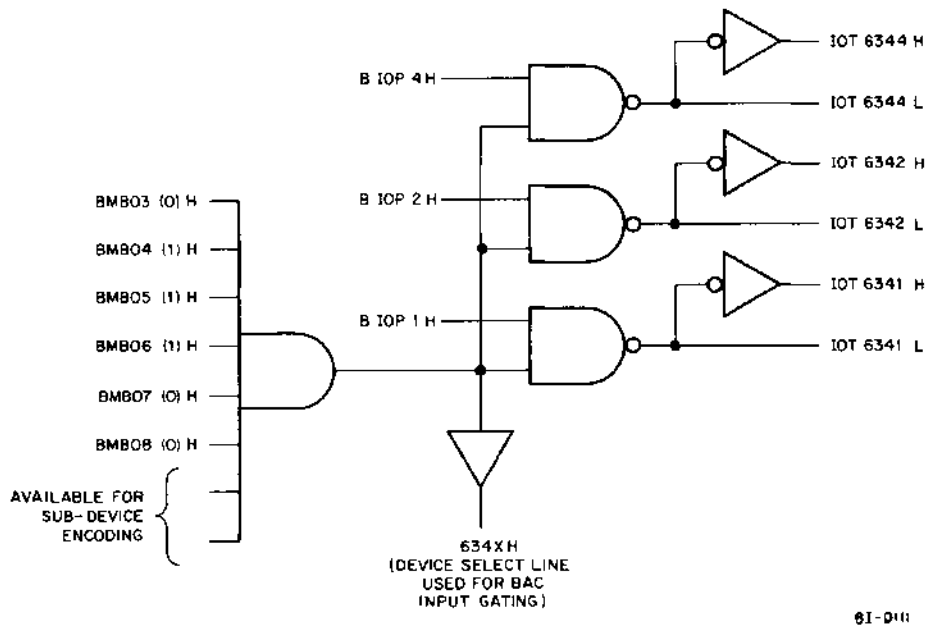 IOT 6344 H
B IOP 4 H
IOT 6344 L
IOT 6342 H
B IOP 2 H
IOT 6342 L
BMB03 (0) H
BMB04 (1) H
IOT 6341 H
BMB05 (1) H
B IOP 1 H
BMB06 (1) H
IOT 6341 L
BMB07 (0) H
BMB08 (0) H
AVAILABLE FOR
SUB-DEVICE
ENCODING
634X H
(DEVICE SELECT LINE
USED FOR BAC
INPUT GATING)